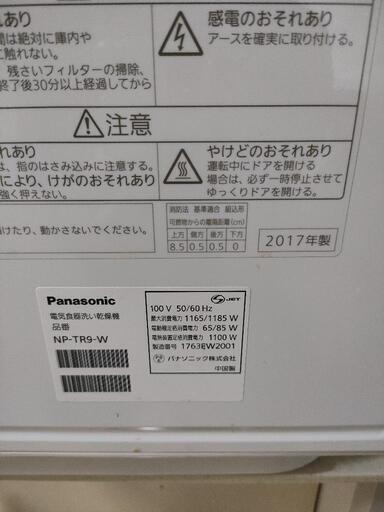 間は絶対に庫内や
に触れない。
残さいフィルターの掃除、
終了後30分以上経過してから
感電のおそれあり
アースを確実に取り付ける。
注意
れあり
は、指のはさみ込みに注意する。
により、けがのおそれあり
強く押えない。
開けたり、動かさないでください。
やけどのおそれあり
運転中にドアを開ける
場合は、必ず一時停止させて
ゆっくりドアを開ける。
消防法 基準適合 組込形
可燃物からの離隔距離(cm)
上方 側方 後方 下方
8.5 0.5 0.5 0
2017年製
Panasonic
電気食器洗い乾燥機
品番
NP-TR9-W
JET
100 V 50/60 Hz
最大消費電力 1165/1185 W
電動機定格消費電力 65/85 W
電熱装置定格消費電力 1100 W
製造番号 1763EW2001
パナソニック株式会社
中国製